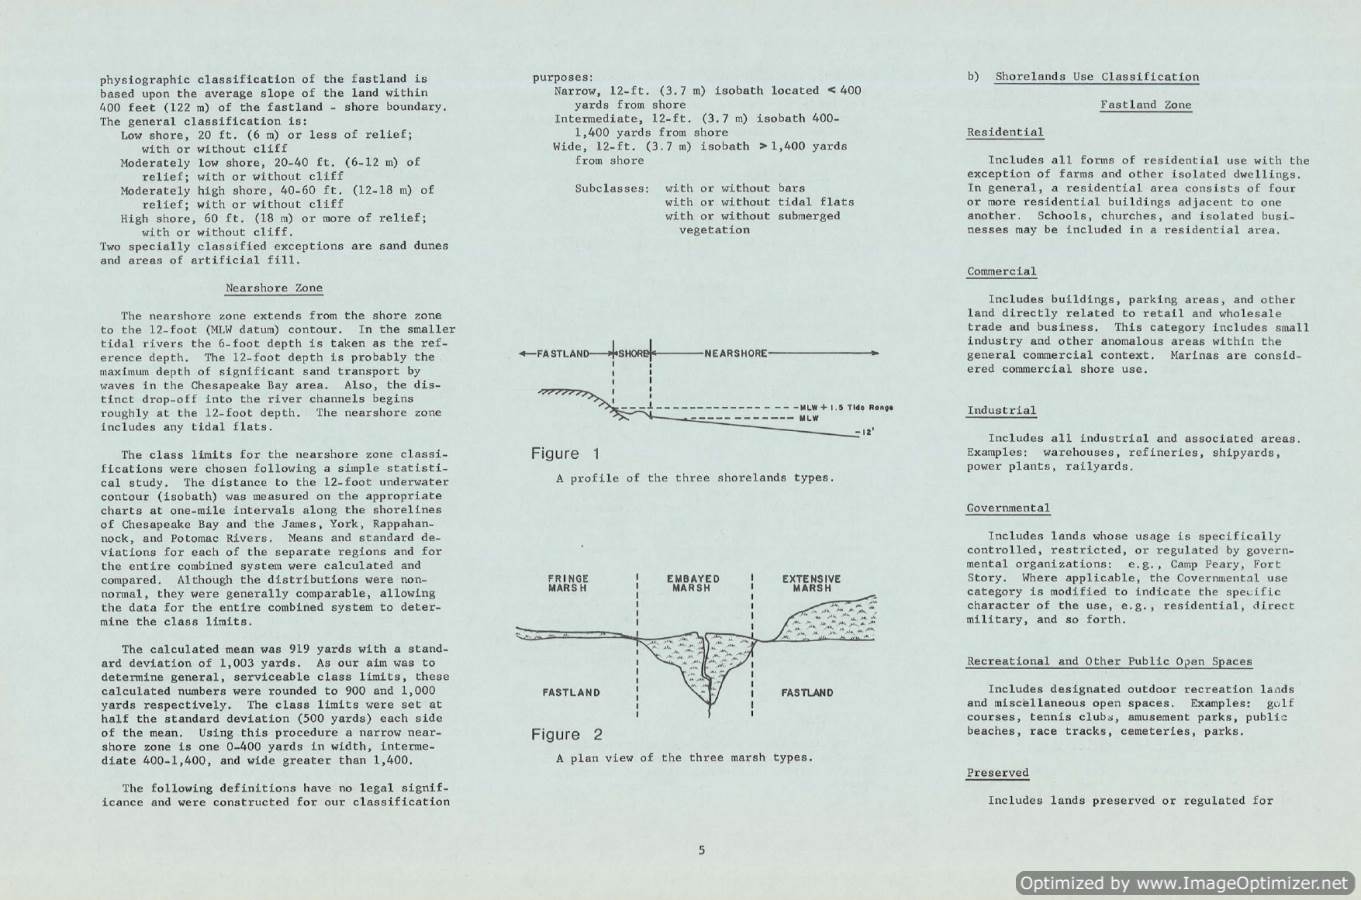 physiographic classification of the fastland is
based upon the average slope of the land within
400 feet (122 m) of the fastland - shore boundary.
The general classification is:
Low shore, 20 ft. (6 m) or less of relief;
with or without cliff
Moderately low shore, 20-40 ft. (6-12 m) of
relief; with or without cliff
Moderately high shore, 40-60 ft. (12-18 m) of
relief; with or without cliff
High shore, 60 ft. (18 m) or more of relief;
with or without cliff.
Two specially classified exceptions are sand dunes
and areas of artificial fill.
Nearshore Zone
The nearshore zone extends from the shore zone
to the 12-foot (MLW datum) contour. In the smaller
tidal rivers the 6-foot depth is taken as the ref-
erence depth. The 12-foot depth is probably the
maximum depth of significant sand transport by
waves in the Chesapeake Bay area. Also, the dis-
tinct drop-off into the river channels begins
roughly at the 12-foot depth. The nearshore zone
includes any tidal flats.
The class limits for the nearshore zone classi-
fications were chosen following a simple statisti-
cal study. The distance to the 12-foot underwater
contour (isobath) was measured on the appropriate
charts at one-mile intervals along the shorelines
of Chesapeake Bay and the James, York, Rappahan-
nock, and Potomac Rivers. Means and standard de-
viations for each of the separate regions and for
the entire combined system were calculated and
compared. Although the distributions were non-
normal, they were generally comparable, allowing
the data for the entire combined system to deter-
mine the class limits.
The calculated mean was 919 yards with a stand-
ard deviation of 1,003 yards. As our aim was to
determine general, serviceable class limits, these
calculated numbers were rounded to 900 and 1,000
yards respectively. The class limits were set at
half the standard deviation (500 yards) each side
of the mean. Using this procedure a narrow near-
shore zone is one 0-400 yards in width, interme-
diate 400-1,400, and wide greater than 1,400.
The following definitions have no legal signif-
icance and were constructed for our classification
purposes:
Narrow, 12-ft. (3.7 m) isobath located < 400
yards from shore
Intermediate, 12-ft. (3.7 m) isobath 400-
1,400 yards from shore
Wide, 12-ft. (3.7 m) isobath > 1,400 yards
from shore
Subclasses: with or without bars
with or without tidal flats
with or without submerged
vegetation
FASTLAND SHORE NEARSHORE
MLW + 1.5 Tide Range
MLW
-12'
Figure 1
A profile of the three shorelands types.
FRINGE MARSH
EMBAYED MARSH
EXTENSIVE MARSH
FASTLAND
FASTLAND
Figure 2
A plan view of the three marsh types.
b) Shorelands Use Classification
Fastland Zone
Residential
Includes all forms of residential use with the
exception of farms and other isolated dwellings.
In general, a residential area consists of four
or more residential buildings adjacent to one
another. Schools, churches, and isolated busi-
nesses may be included in a residential area.
Commercial
Includes buildings, parking areas, and other
land directly related to retail and wholesale
trade and business. This category includes small
industry and other anomalous areas within the
general commercial context. Marinas are consid-
ered commercial shore use.
Industrial
Includes all industrial and associated areas.
Examples: warehouses, refineries, shipyards,
power plants, railyards.
Governmental
Includes lands whose usage is specifically
controlled, restricted, or regulated by govern-
mental organizations: e.g., Camp Peary, Fort
Story. Where applicable, the Governmental use
category is modified to indicate the specific
character of the use, e.g., residential, direct
military, and so forth.
Recreational and Other Public Open Spaces
Includes designated outdoor recreation lands
and miscellaneous open spaces. Examples: golf
courses, tennis clubs, amusement parks, public
beaches, race tracks, cemeteries, parks.
Preserved
Includes lands preserved or regulated for
5
Optimized by www.ImageOptimizer.net